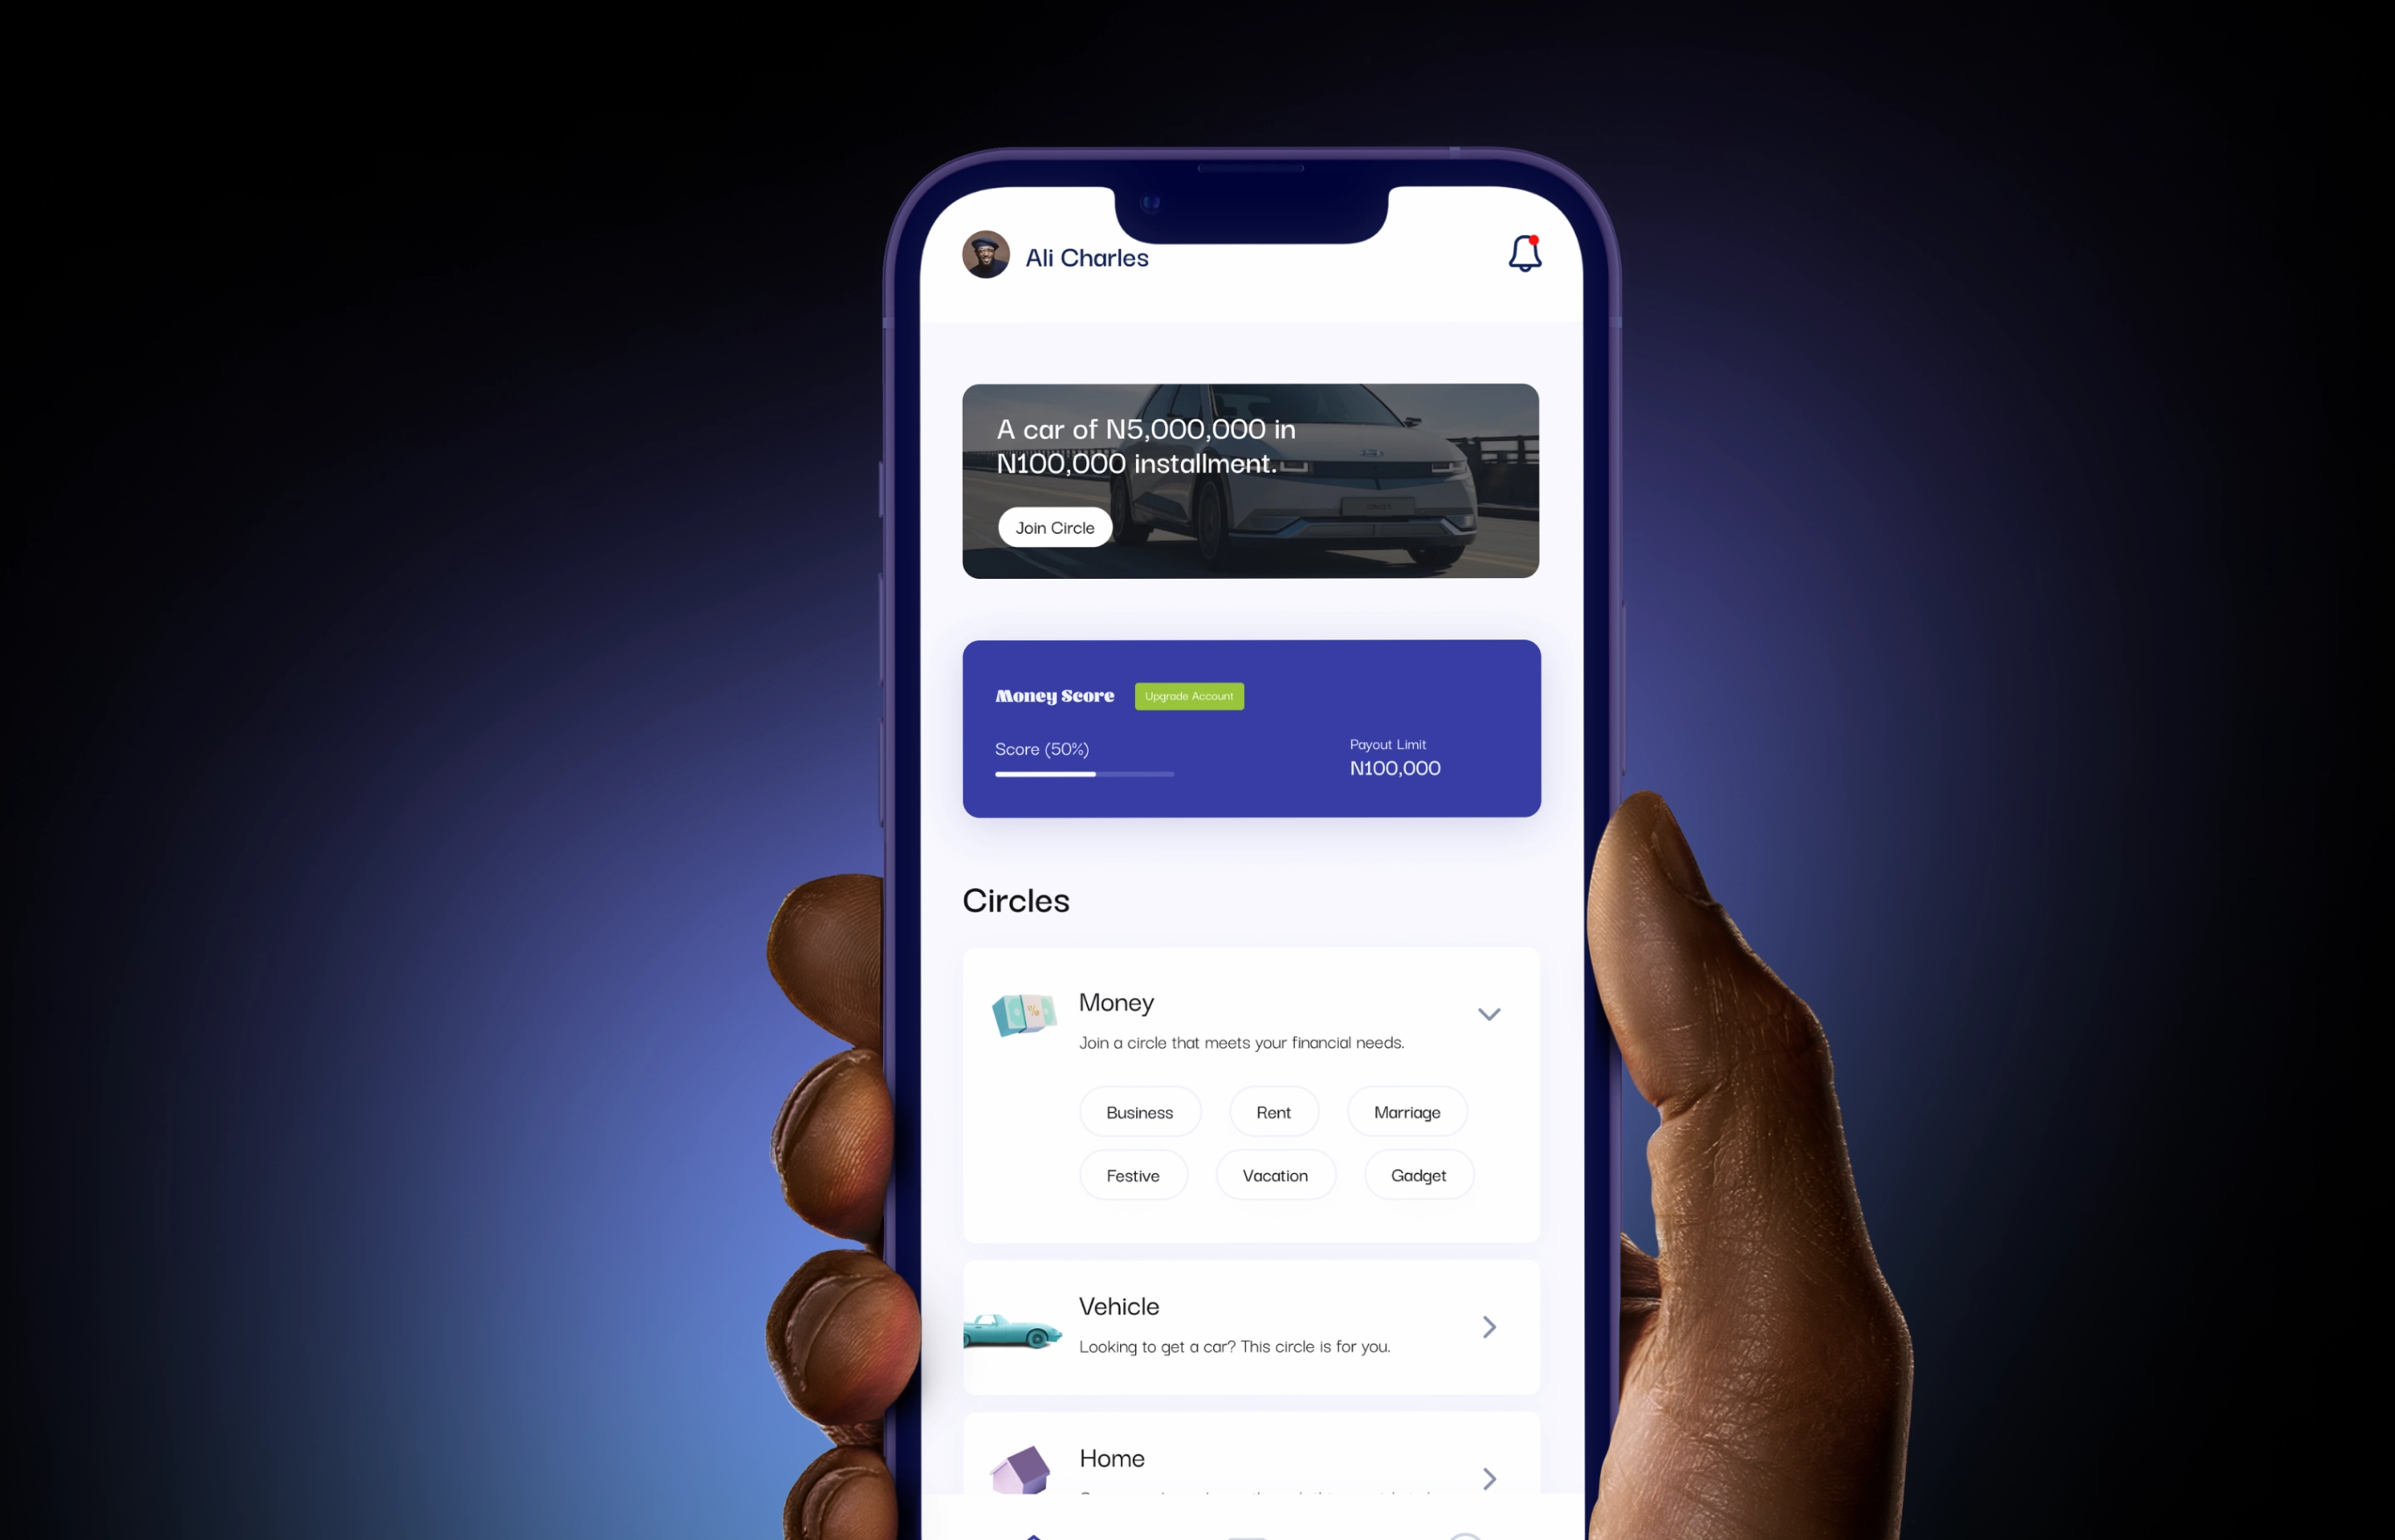 Ali Charles
A car of N5,000,000 in
N100,000 installment.
Join Circle
Money Score
Upgrade Account
Score (50%)
Payout Limit
N100,000
Circles
Money
Join a circle that meets your financial needs.
Business
Rent
Marriage
Festive
Vacation
Gadget
Vehicle
Looking to get a car? This circle is for you.
Home